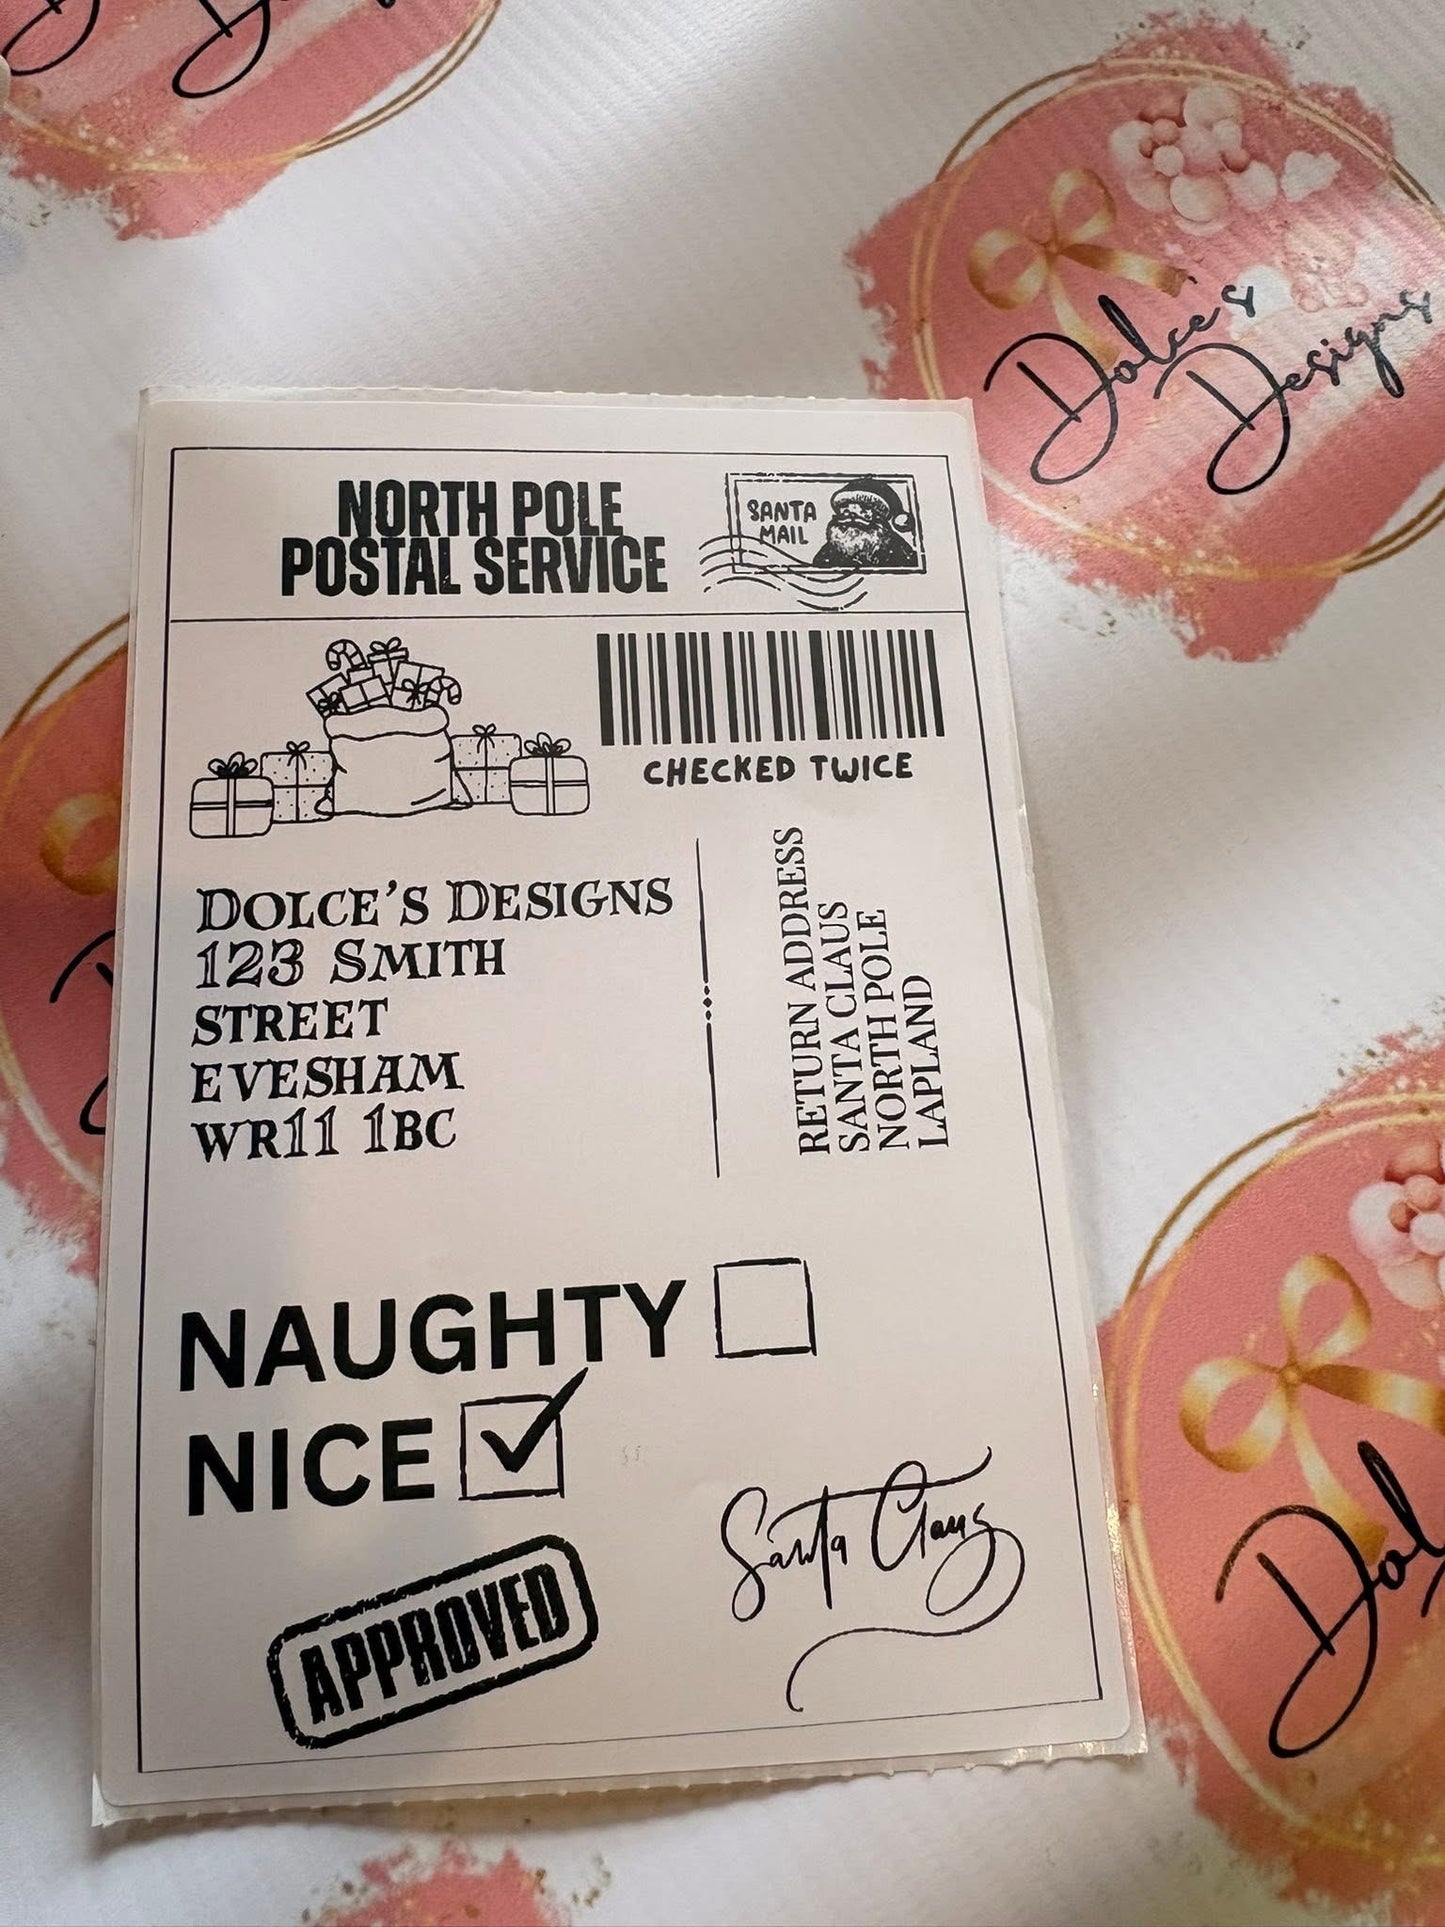 Dolce's
Designs
NORTH POLE
POSTAL SERVICE
SANTA
MAIL
CHECKED TWICE
DOLCE'S DESIGNS
123 SMITH
STREET
EVESHAM
WR11 1BC
RETURN ADDRESS
SANTA CLAUS
NORTH POLE
LAPLAND
NAUGHTY
NICE
APPROVED
Santa Claus